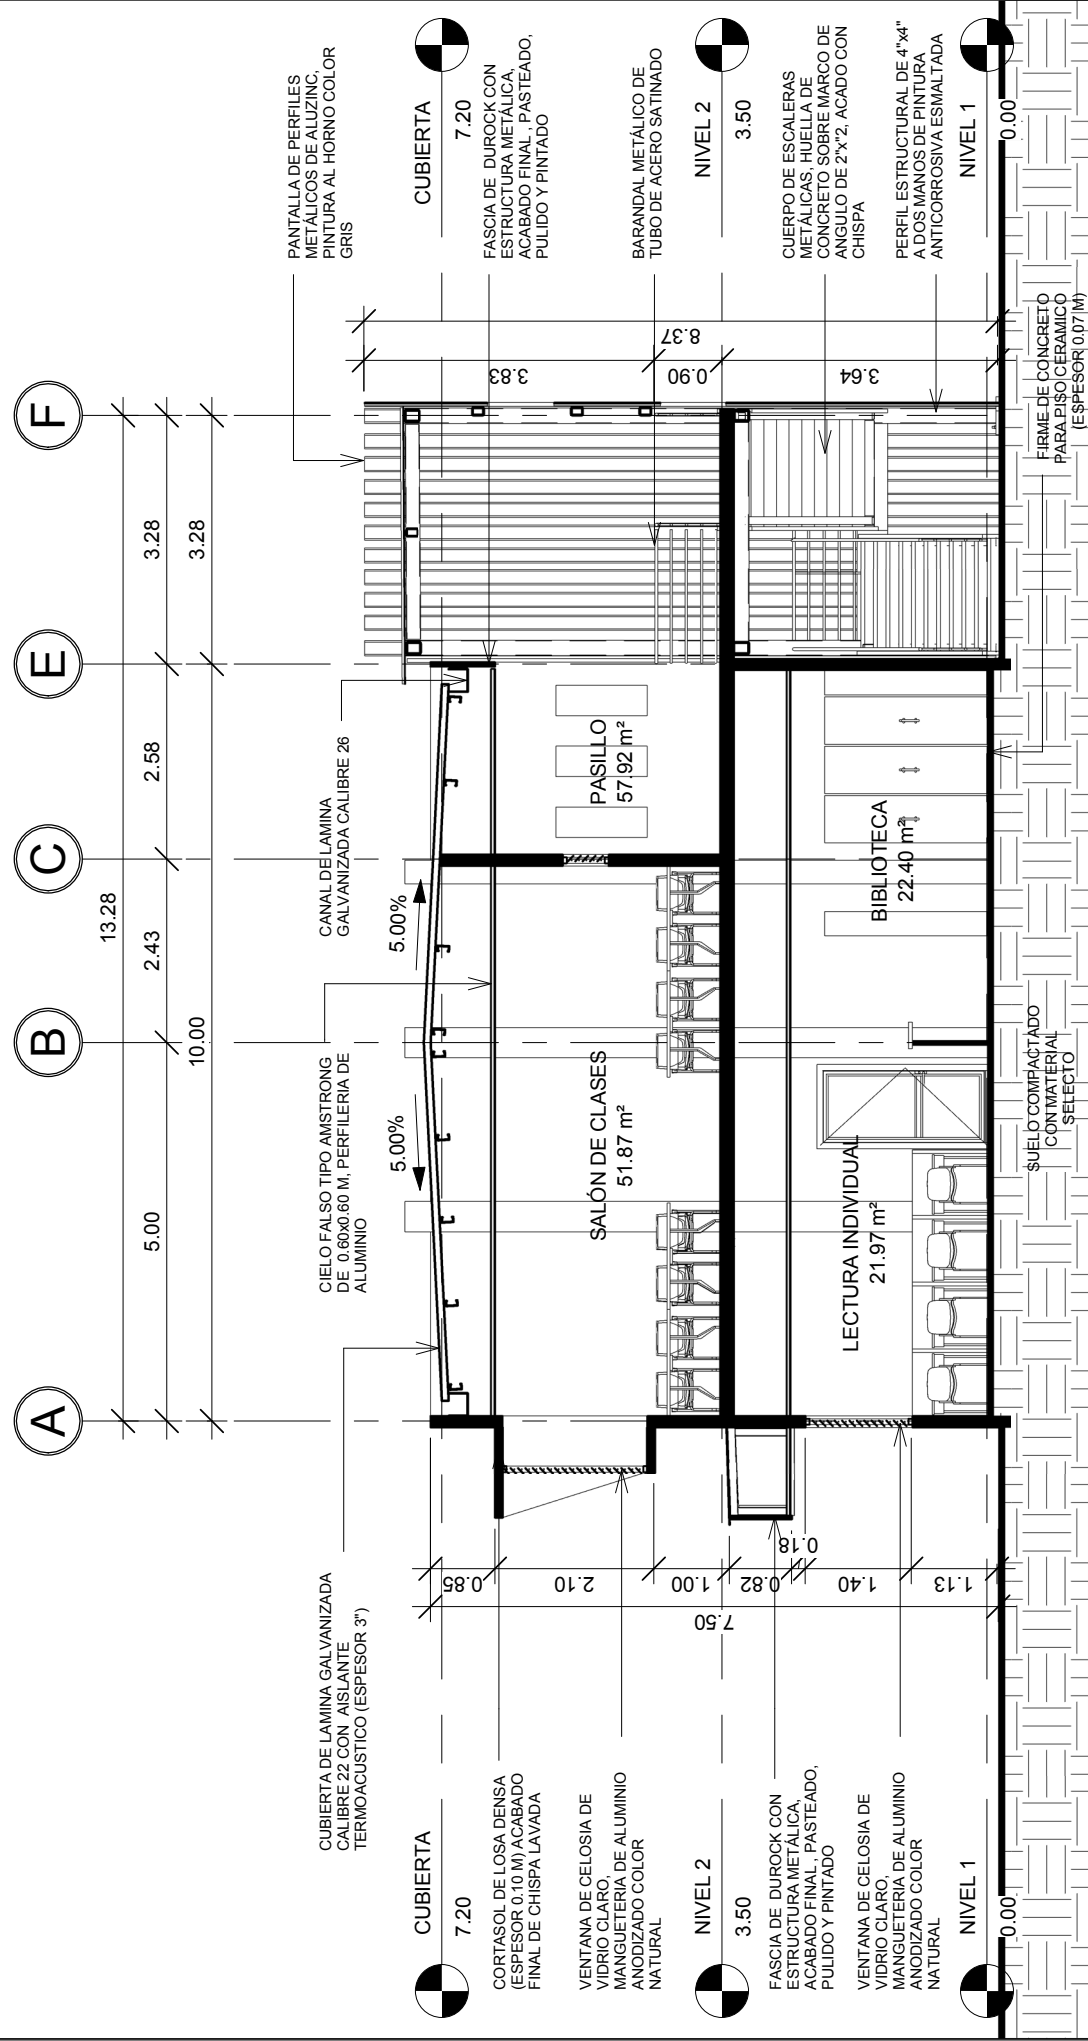 A
B
C
E
F
13.28
5.00
2.43
2.58
3.28
10.00
3.28
CUBIERTA DE LAMINA GALVANIZADA
CALIBRE 22 CON AISLANTE
TERMOACUSTICO (ESPESOR 3")
CIELO FALSO TIPO AMSTRONG
DE 0.60x0.60 M, PERFILERIA DE
ALUMINIO
CANAL DE LAMINA
GALVANIZADA CALIBRE 26
PANTALLA DE PERFILES
METÁLICOS DE ALUZINC,
PINTURA AL HORNO COLOR
GRIS
5.00%
5.00%
CUBIERTA
7.20
CORTASOL DE LOSA DENSA
(ESPESOR 0.10 M) ACABADO
FINAL DE CHISPA LAVADA
VENTANA DE CELOSIA DE
VIDRIO CLARO,
MANGUETERIA DE ALUMINIO
ANODIZADO COLOR
NATURAL
NIVEL 2
3.50
FASCIA DE DUROCK CON
ESTRUCTURA METÁLICA,
ACABADO FINAL, PASTEADO,
PULIDO Y PINTADO
VENTANA DE CELOSIA DE
VIDRIO CLARO,
MANGUETERIA DE ALUMINIO
ANODIZADO COLOR
NATURAL
NIVEL 1
0.00
0.85
2.10
1.00
0.82
0.18
1.40
1.13
7.50
SALÓN DE CLASES
51.87 m²
PASILLO
57.92 m²
LECTURA INDIVIDUAL
21.97 m²
BIBLIOTECA
22.40 m²
3.83
0.90
3.64
8.37
CUBIERTA
7.20
FASCIA DE DUROCK CON
ESTRUCTURA METÁLICA,
ACABADO FINAL, PASTEADO,
PULIDO Y PINTADO
BARANDAL METÁLICO DE
TUBO DE ACERO SATINADO
NIVEL 2
3.50
CUERPO DE ESCALERAS
METÁLICAS, HUELLA DE
CONCRETO SOBRE MARCO DE
ANGULO DE 2"x"2, ACADO CON
CHISPA
PERFIL ESTRUCTURAL DE 4"x4"
A DOS MANOS DE PINTURA
ANTICORROSIVA ESMALTADA
NIVEL 1
0.00
SUELO COMPACTADO
CON MATERIAL
SELECTO
FIRME DE CONCRETO
PARA PISO CERAMICO
(ESPESOR 0.07 M)